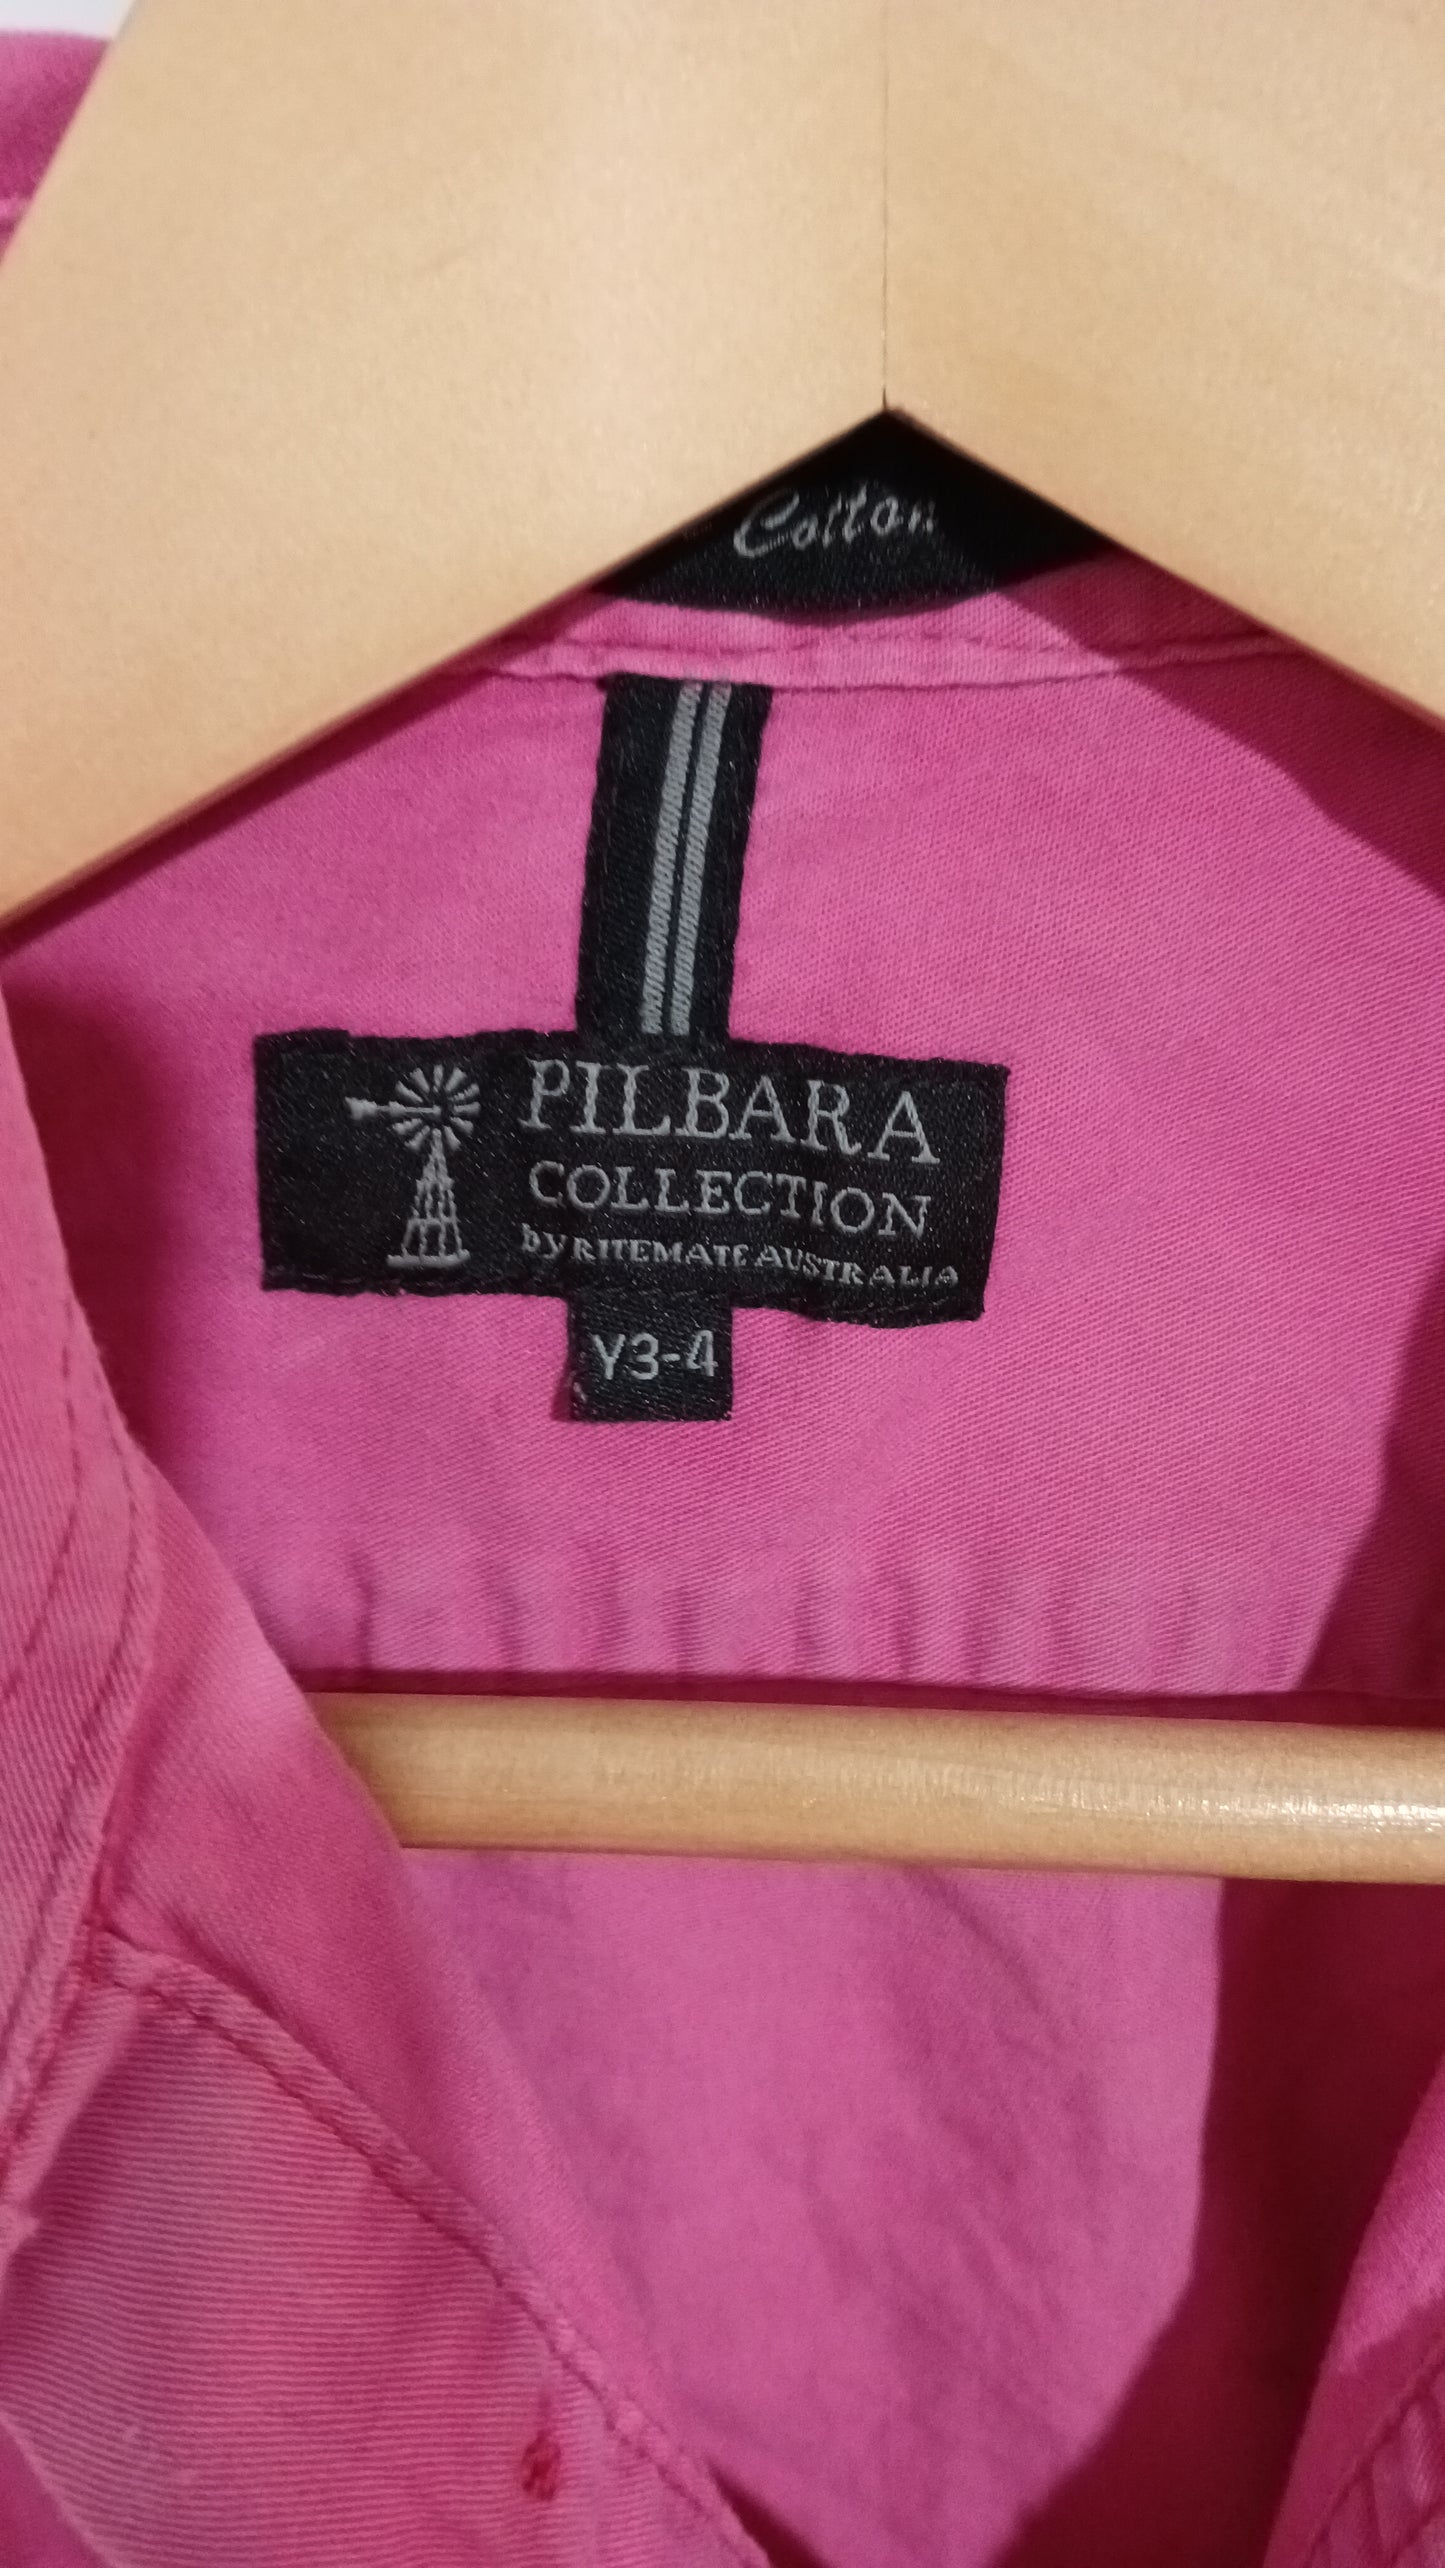 Cotton
PILBARA
COLLECTION
by RITEMATE AUSTRALIA
Y3-4